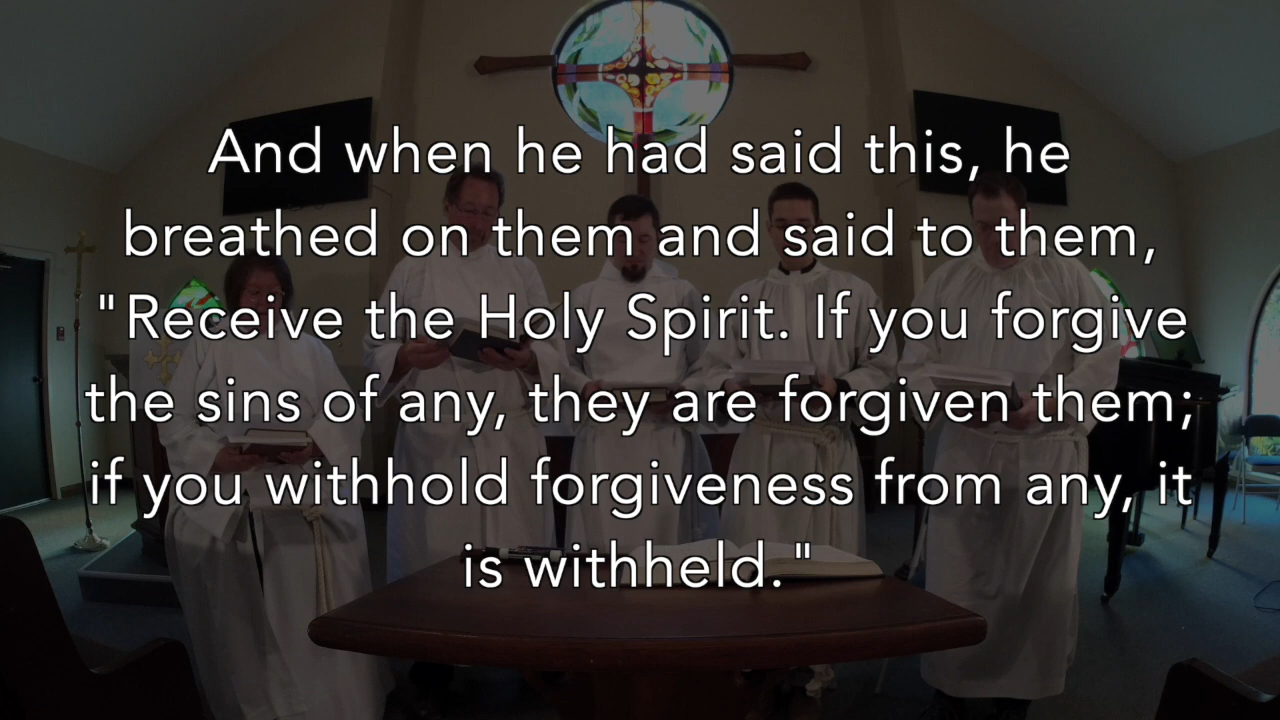 And when he had said this, he
breathed on them and said to them,
"Receive the Holy Spirit. If you forgive
the sins of any, they are forgiven them;
if you withhold forgiveness from any, it
is withheld."